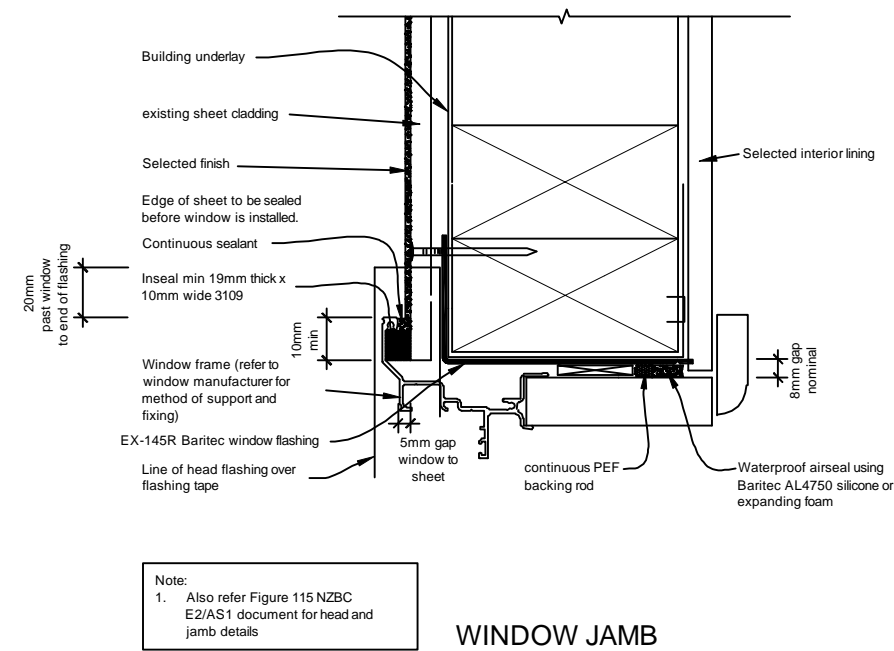 Building underlay
existing sheet cladding
Selected finish
Edge of sheet to be sealed
before window is installed.
Continuous sealant
Inseal min 19mm thick x
10mm wide 3109
Window frame (refer to
window manufacturer for
method of support and
fixing)
EX-145R Baritec window flashing
Line of head flashing over
flashing tape
20mm
past window
to end of flashing
10mm
min
5mm gap
window to
sheet
Selected interior lining
8mm gap
nominal
continuous PEF
backing rod
Waterproof airseal using
Baritec AL4750 silicone or
expanding foam
Note:
1. Also refer Figure 115 NZBC
E2/AS1 document for head and
jamb details
WINDOW JAMB